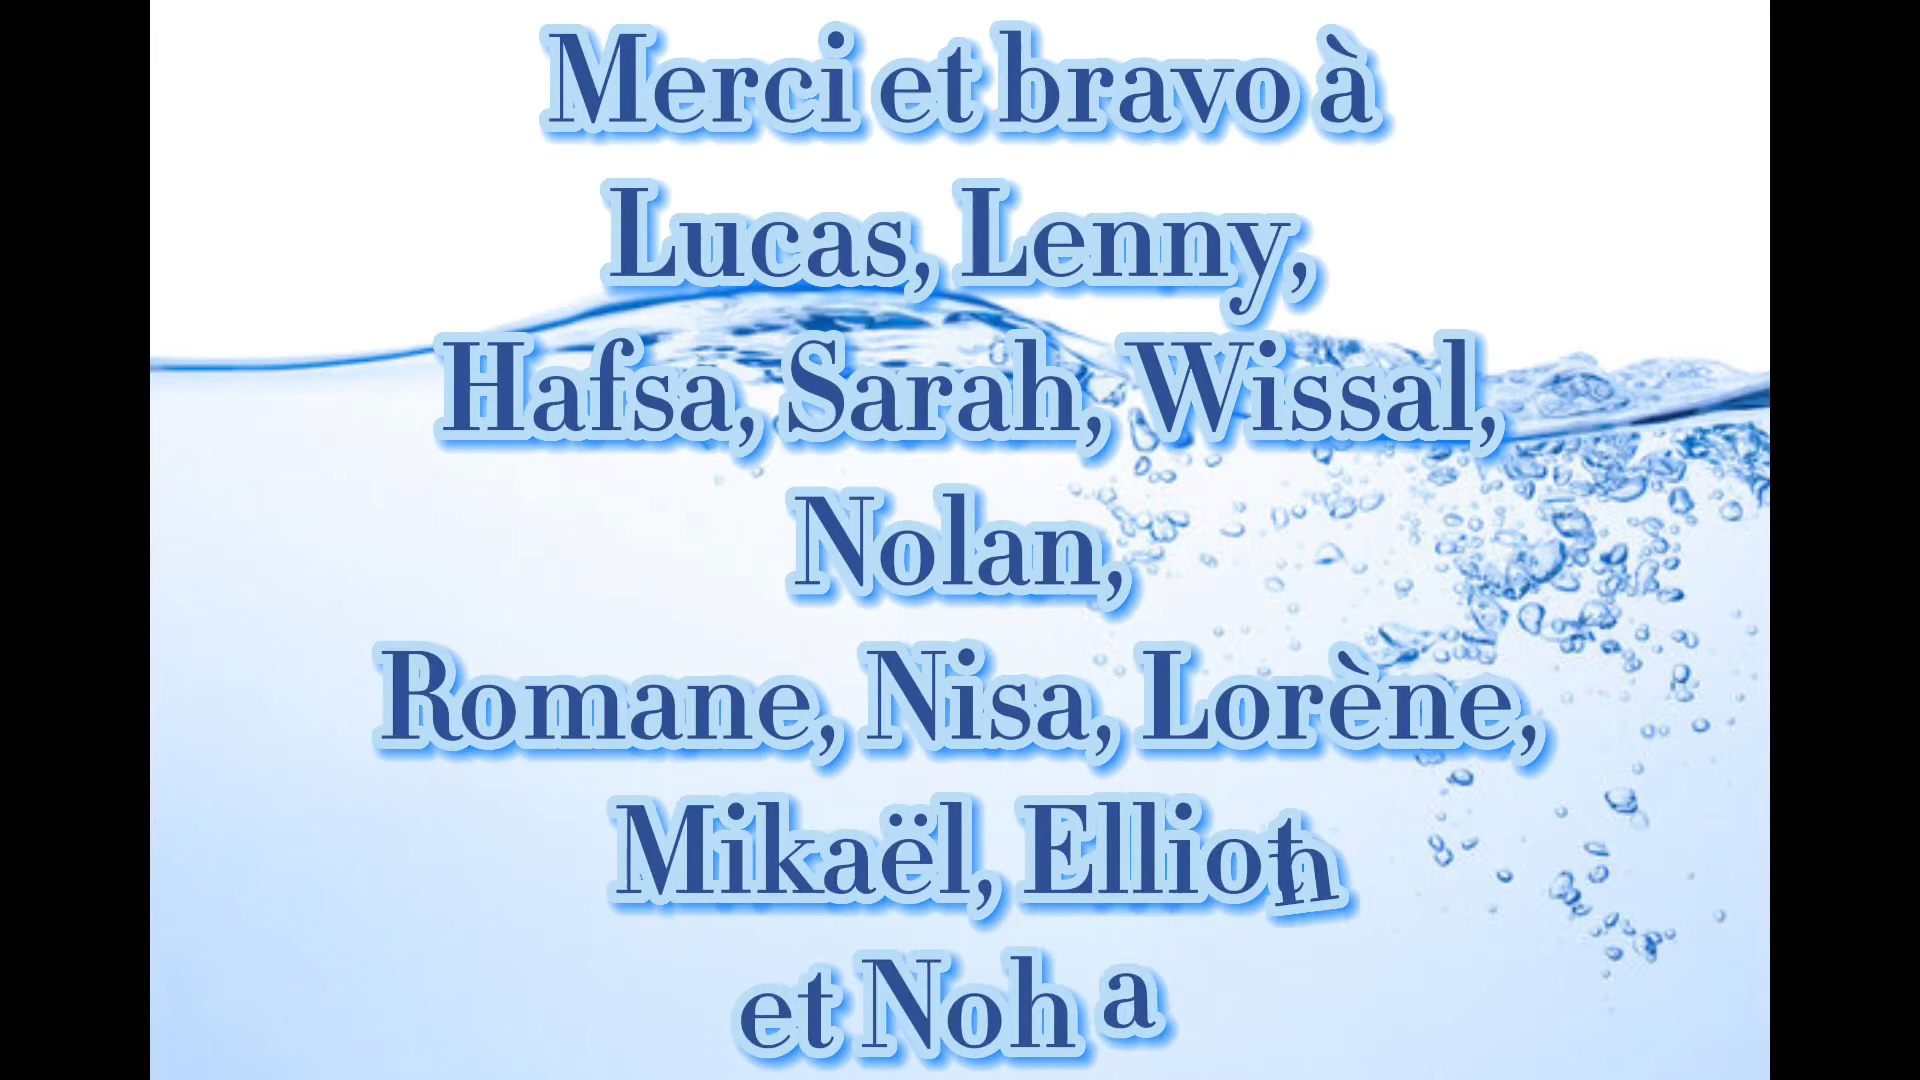 Merci et bravo à
Lucas, Lenny,
Hafsa, Sarah, Wissal,
Nolan,
Romane, Nisa, Lorène,
Mikaël, Elliot
et Noh a